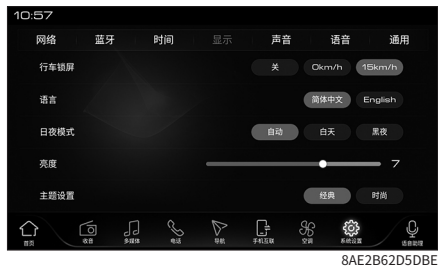 10:57
网络 蓝牙 时间 显示 声音 语音 通用
行车锁屏 关 0km/h 15km/h
语言 简体中文 English
日夜模式 自动 白天 黑夜
亮度 7
主题设置 经典 时尚
首页 收音 多媒体 电话 导航 手机互联 空调 系统设置 语音助理
8AE2B62D5DBE